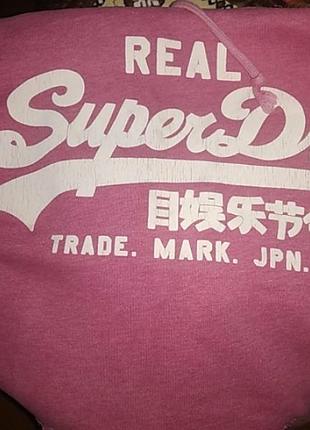 REAL
SuperD
目娱乐节
TRADE. MARK. JPN.